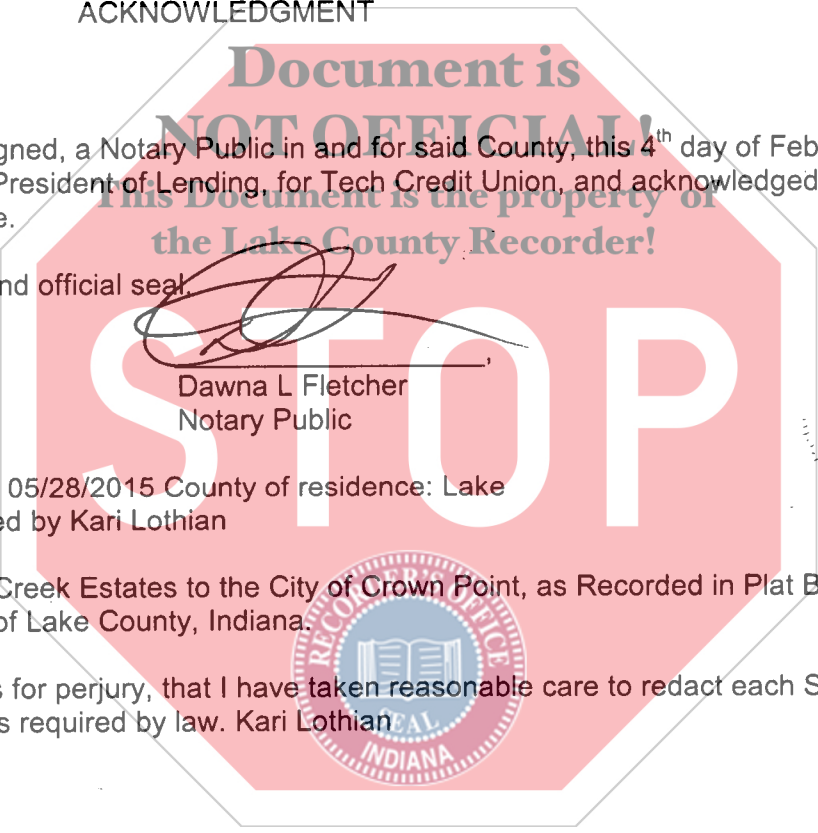 ACKNOWLEDGMENT
Document is
NOT OFFICIAL!
gned, a Notary Public in and for said County, this 4th day of Feb
President of Lending, for Tech Credit Union, and acknowledged
This Document is the property of
e.
the Lake County Recorder!
nd official seal.
Dawna L Fletcher
Notary Public
STOP
05/28/2015 County of residence: Lake
ed by Kari Lothian
Creek Estates to the City of Crown Point, as Recorded in Plat B
of Lake County, Indiana.
RECORDER'S OFFICE
s for perjury, that I have taken reasonable care to redact each S
s required by law. Kari Lothian
SEAL
INDIANA